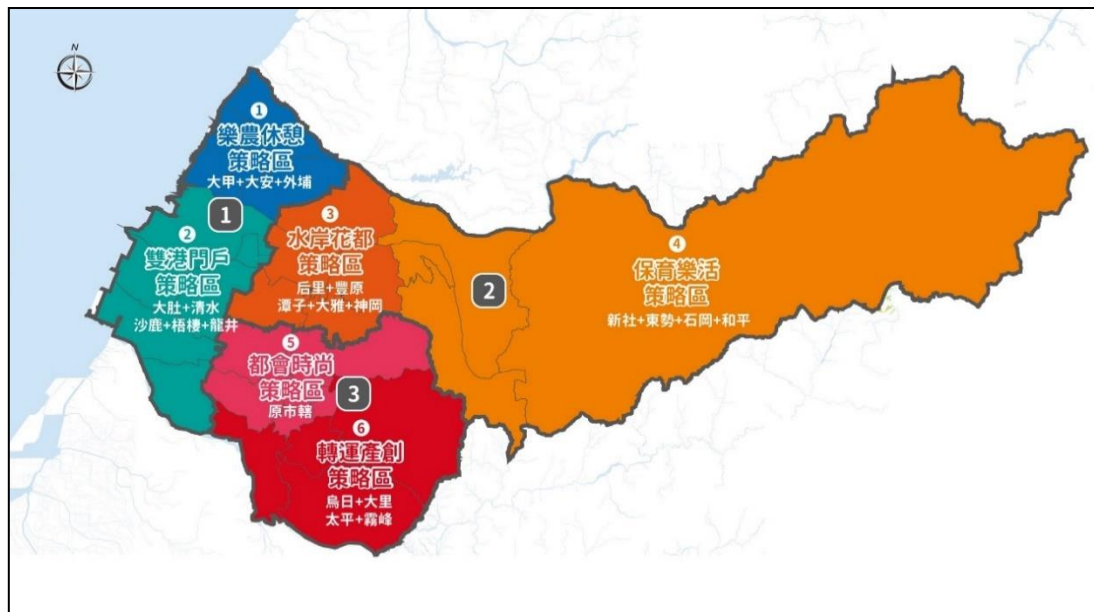 N
1
樂農休憩
策略區
大甲+大安+外埔
1
2
雙港門戶
策略區
大肚+清水
沙鹿+梧棲+龍井
3
水岸花都
策略區
后里+豐原
潭子+大雅+神岡
2
4
保育樂活
策略區
新社+東勢+石岡+和平
5
都會時尚
策略區
原市轄
3
6
轉運產創
策略區
烏日+大里
太平+霧峰